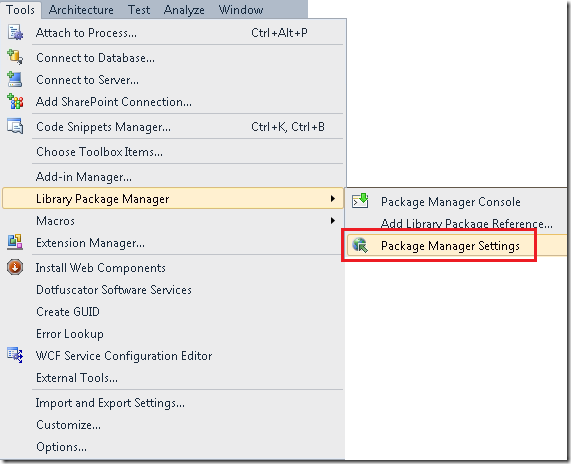 Tools Architecture Test Analyze Window
Attach to Process... Ctrl+Alt+P
Connect to Database...
Connect to Server...
Add SharePoint Connection...
Code Snippets Manager... Ctrl+K, Ctrl+B
Choose Toolbox Items...
Add-in Manager...
Library Package Manager
Package Manager Console
Add Library Package Reference...
Package Manager Settings
Macros
Extension Manager...
Install Web Components
Dotfuscator Software Services
Create GUID
Error Lookup
WCF Service Configuration Editor
External Tools...
Import and Export Settings...
Customize...
Options...